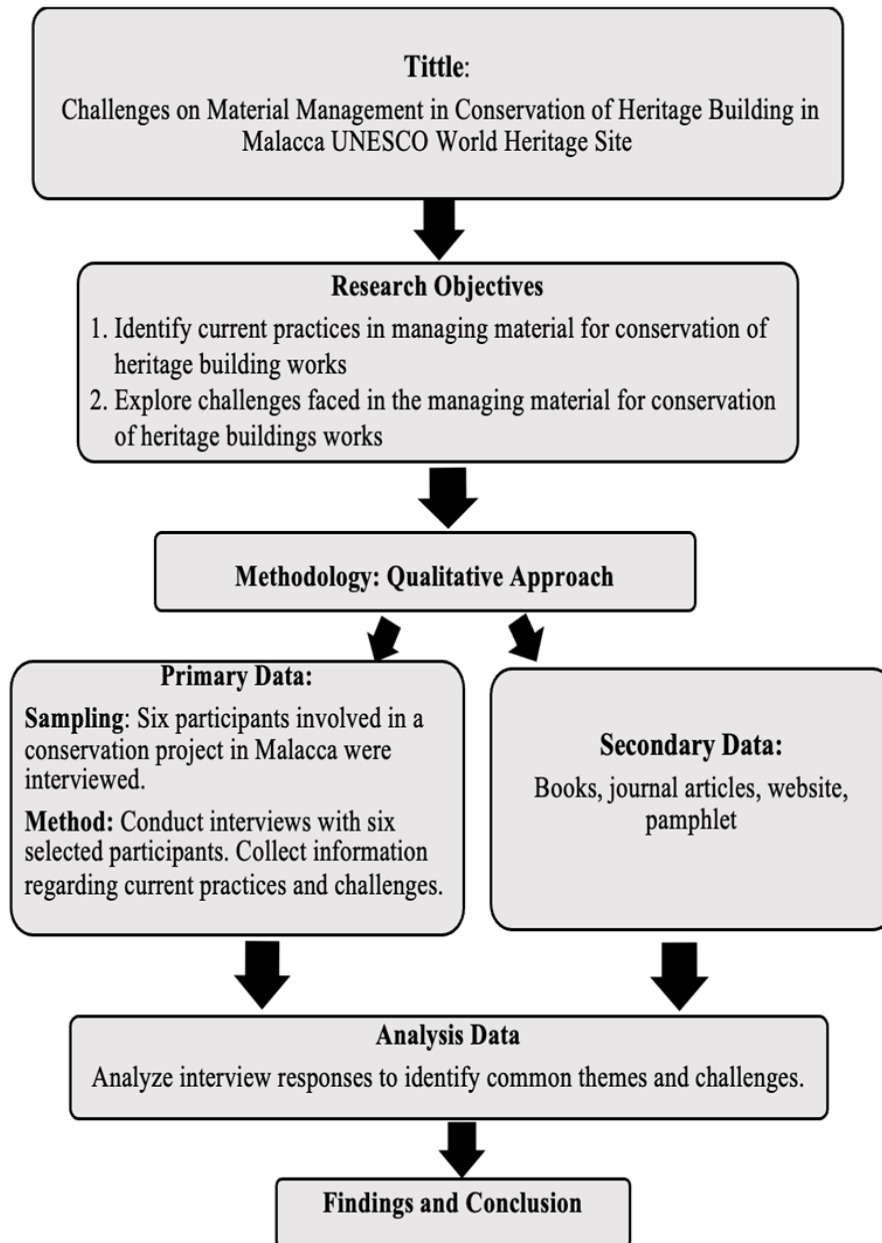 Tittle:
Challenges on Material Management in Conservation of Heritage Building in
Malacca UNESCO World Heritage Site
Research Objectives
1. Identify current practices in managing material for conservation of
heritage building works
2. Explore challenges faced in the managing material for conservation
of heritage buildings works
Methodology: Qualitative Approach
Primary Data:
Sampling: Six participants involved in a
conservation project in Malacca were
interviewed.
Method: Conduct interviews with six
selected participants. Collect information
regarding current practices and challenges.
Secondary Data:
Books, journal articles, website,
pamphlet
Analysis Data
Analyze interview responses to identify common themes and challenges.
Findings and Conclusion